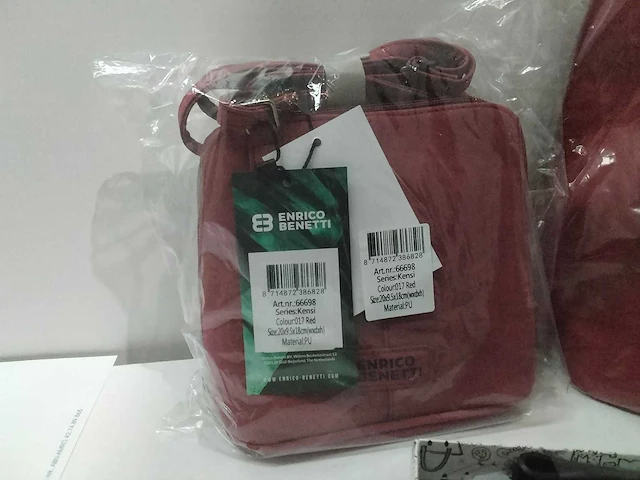 ENRICO
BENETTI
8 714872 386828
Art.nr.:66698
Series:Kensi
Colour:017 Red
Size:20x9.5x18cm(wxdxh)
Material:PU
WWW.ENRICO-BENETTI.COM
8 714872 386828
Art.nr.:66698
Series:Kensi
Colour:017 Red
Size:20x9.5x18cm(wxdxh)
Material:PU
ENRICO
BENETTI